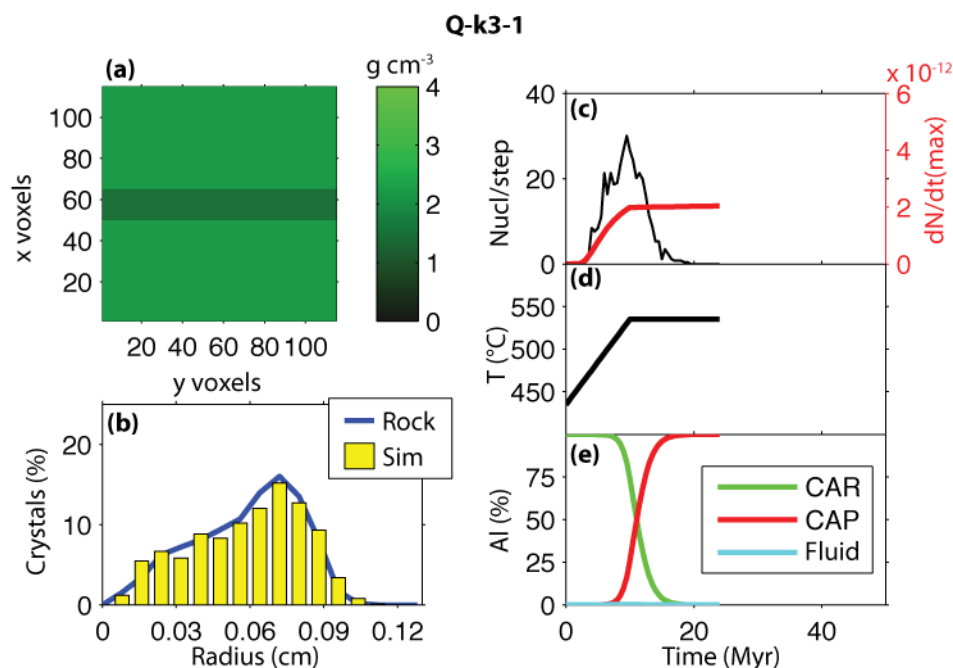 Q-k3-1
(a)
g cm-3
100
80
60
40
20
x voxels
20 40 60 80 100
y voxels
4
3
2
1
0
(b)
Rock
Sim
20
10
0
Crystals (%)
0 0.03 0.06 0.09 0.12
Radius (cm)
(c)
40
20
0
Nucl/step
x 10-12
6
4
2
0
dN/dt(max)
(d)
550
500
450
T (°C)
(e)
75
50
25
0
Al (%)
CAR
CAP
Fluid
0 20 40
Time (Myr)